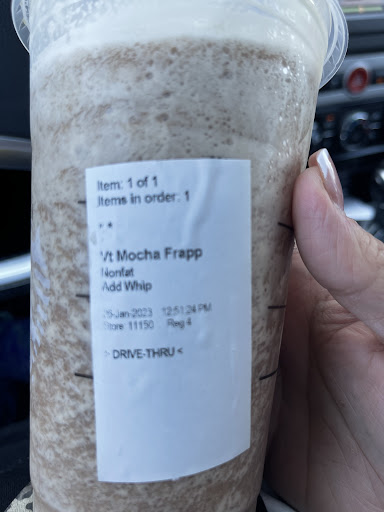 Item: 1 of 1
Items in order: 1
* *
Vt Mocha Frapp
Nonfat
Add Whip
25-Jan-2023 12:51:24 PM
Store 11150 Reg 4
> DRIVE-THRU <